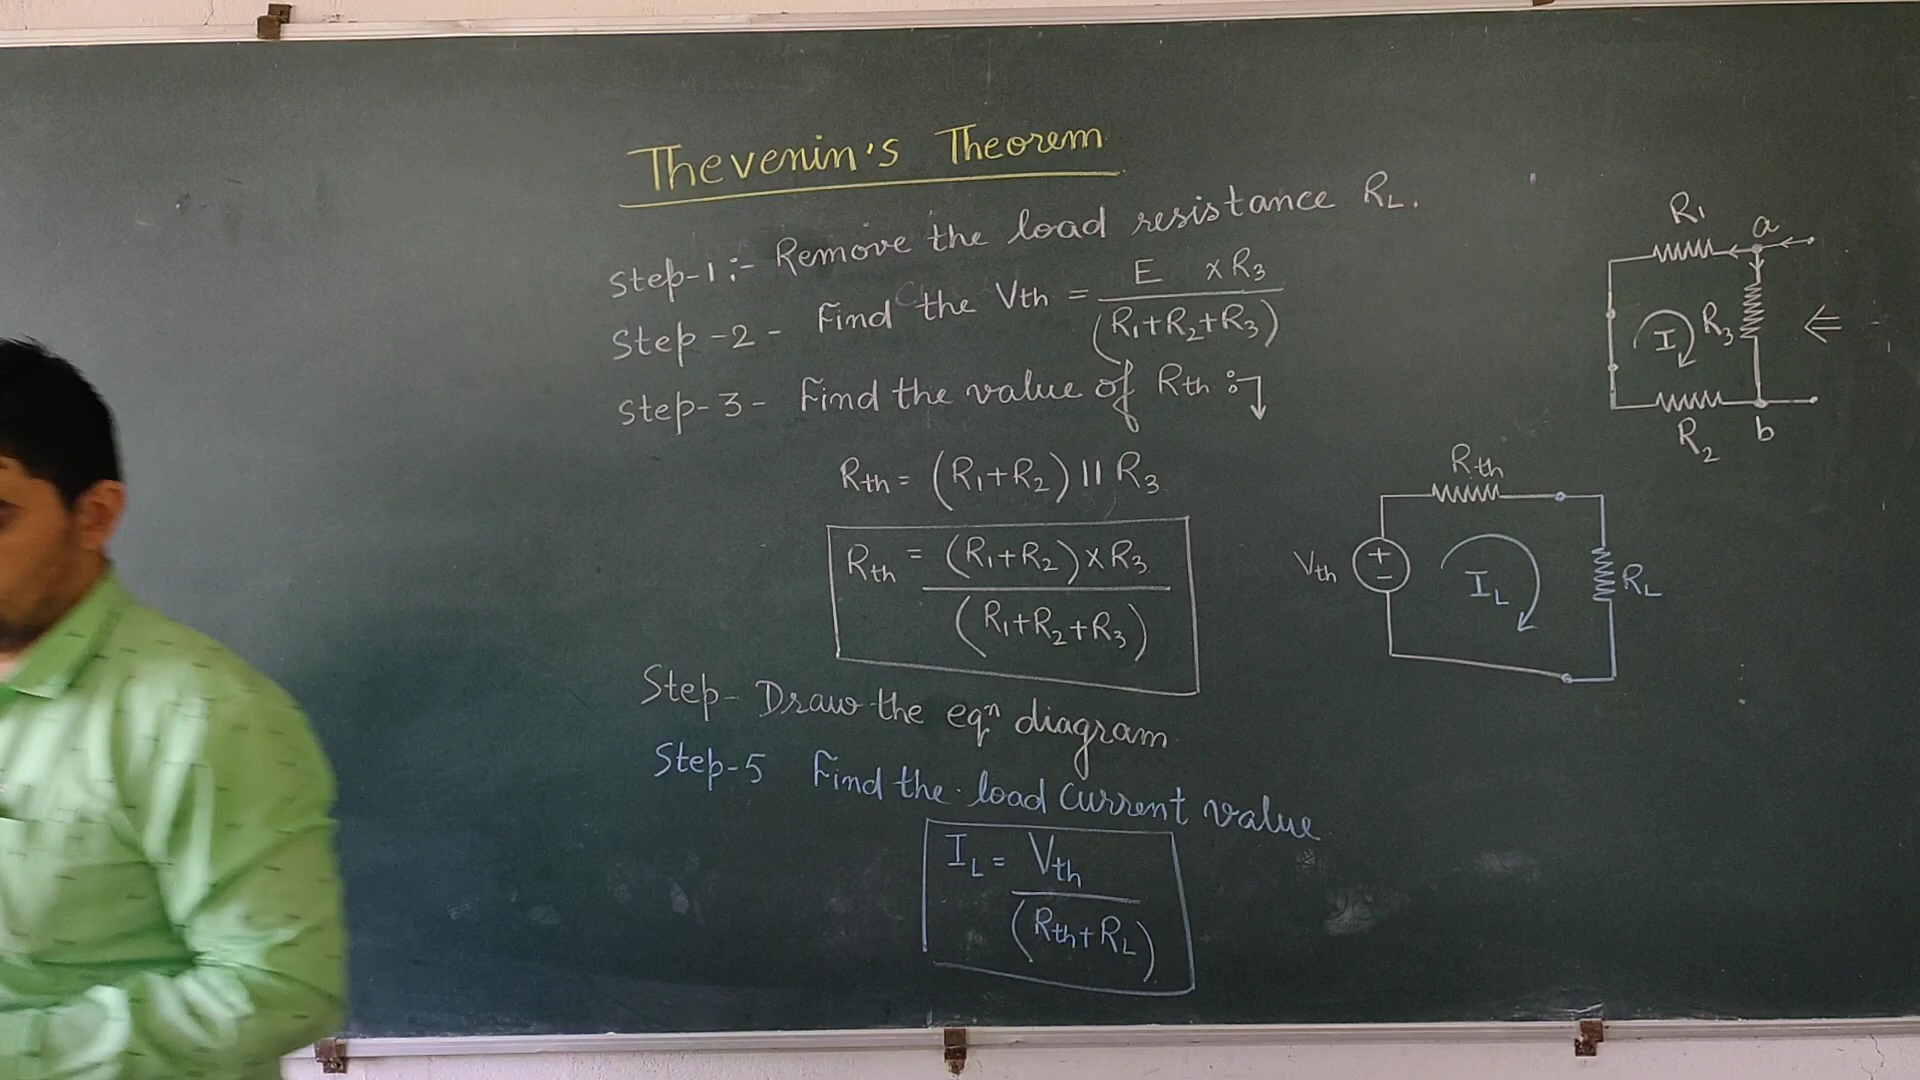 Thevenin's Theorem
Step-1:- Remove the load resistance RL.
Step-2- Find the Vth = E × R3
(R1+R2+R3)
Step-3- Find the value of Rth :
Rth = (R1+R2) || R3
Rth = (R1+R2) × R3
(R1+R2+R3)
Step- Draw the eqn diagram
Step-5 Find the load current value
IL = Vth
(Rth+RL)
R1
a
I
R3
R2
b
Rth
Vth
+
−
IL
RL